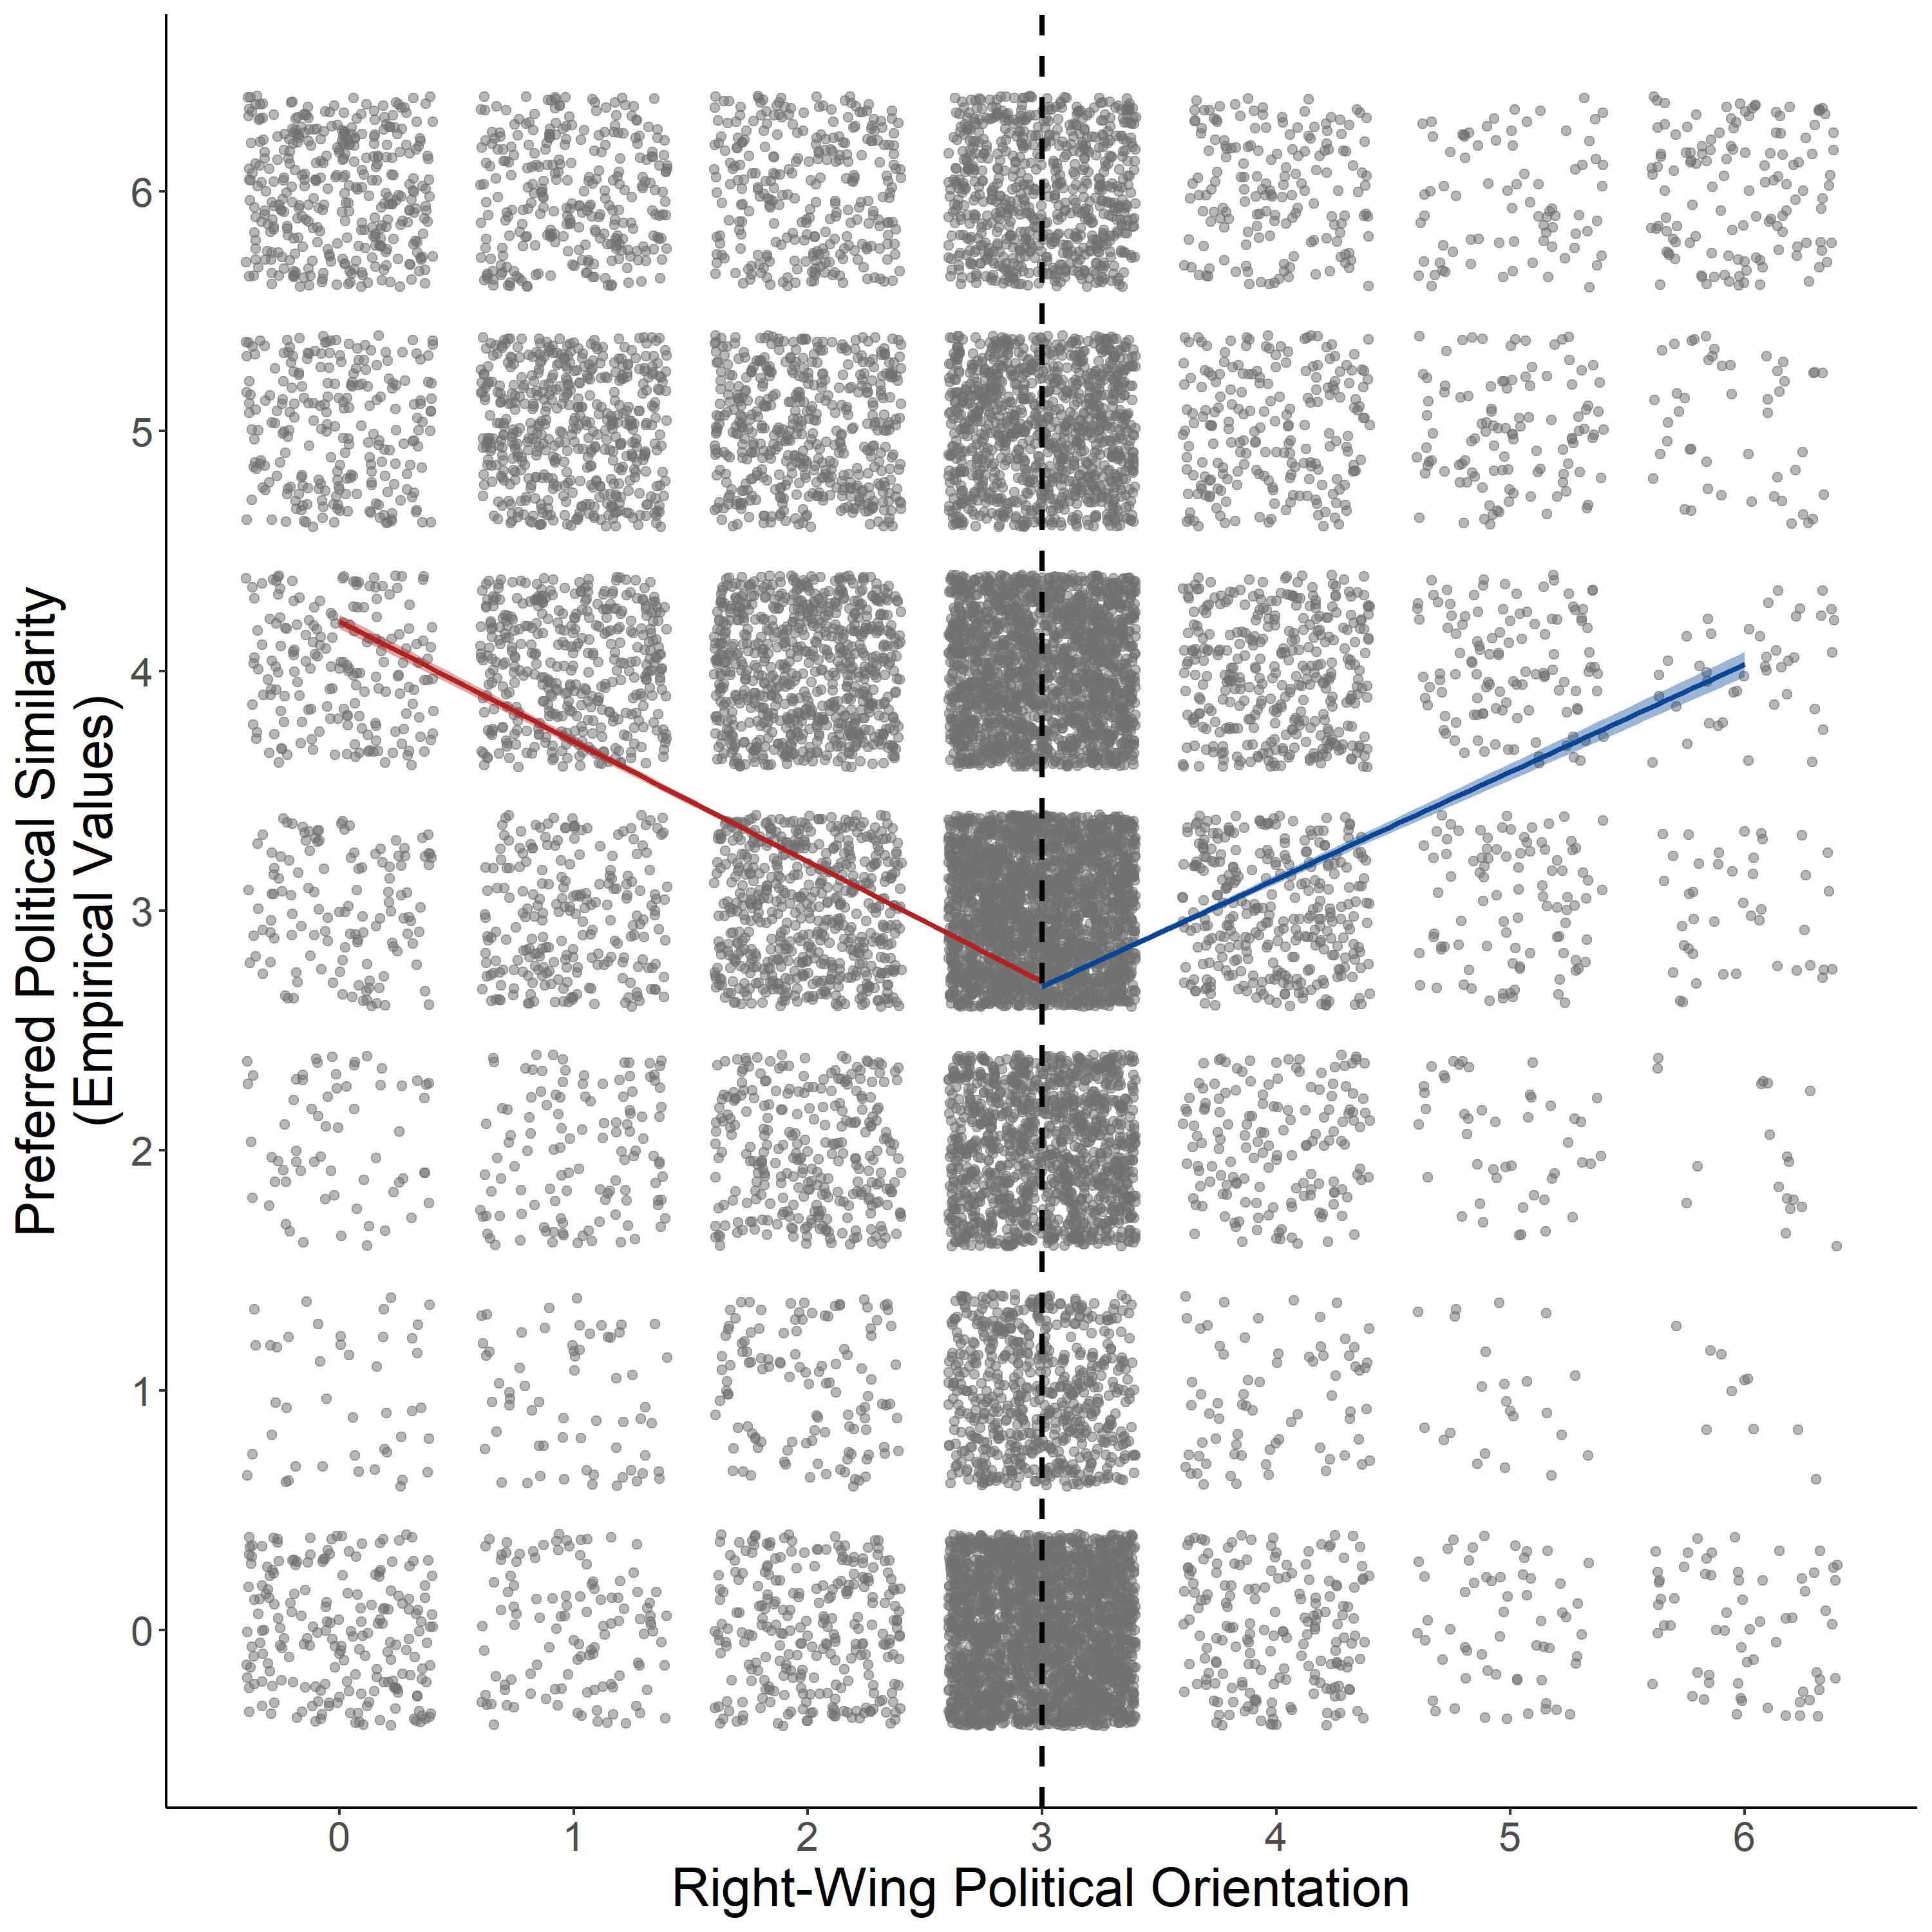 Preferred Political Similarity
(Empirical Values)
6
5
4
3
2
1
0
0 1 2 3 4 5 6
Right-Wing Political Orientation